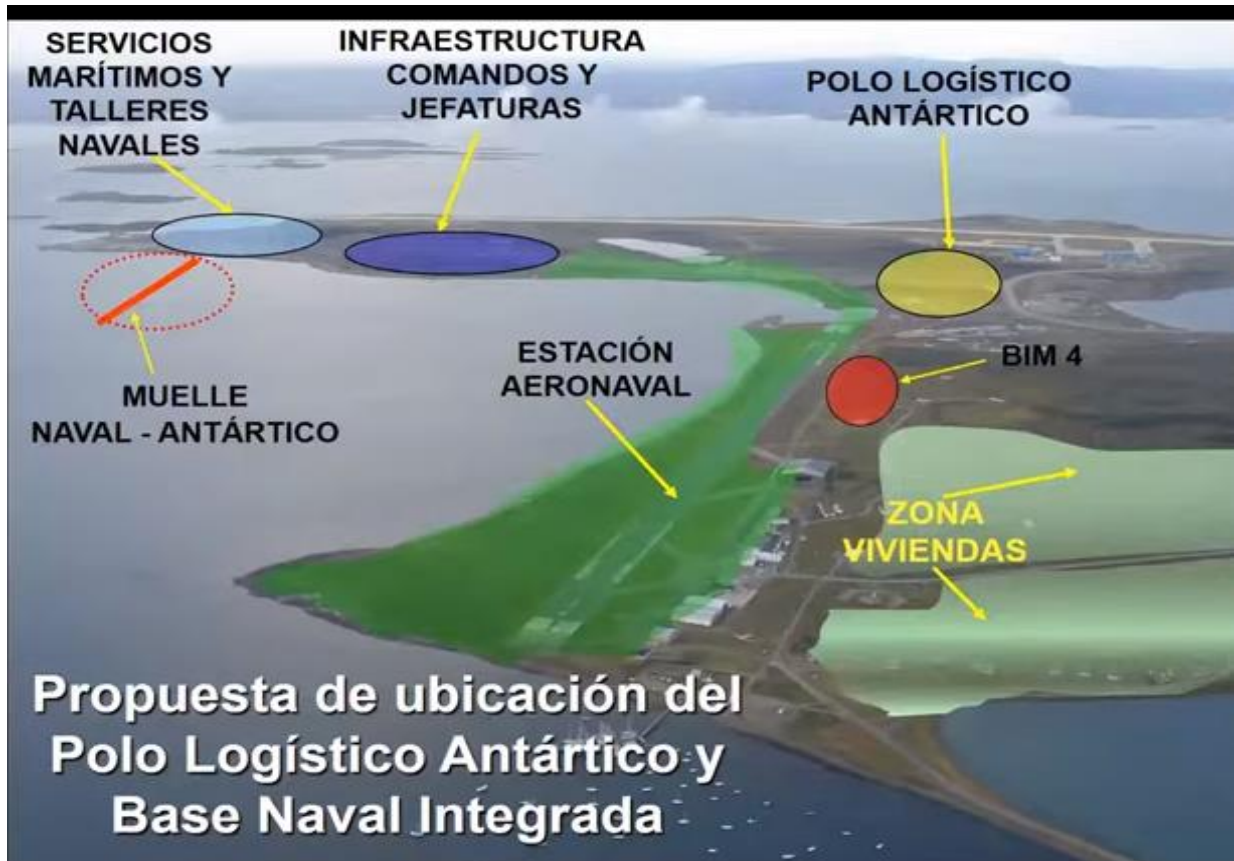 SERVICIOS
MARÍTIMOS Y
TALLERES
NAVALES
INFRAESTRUCTURA
COMANDOS Y
JEFATURAS
POLO LOGÍSTICO
ANTÁRTICO
MUELLE
NAVAL - ANTÁRTICO
ESTACIÓN
AERONAVAL
BIM 4
ZONA
VIVIENDAS
Propuesta de ubicación del
Polo Logístico Antártico y
Base Naval Integrada